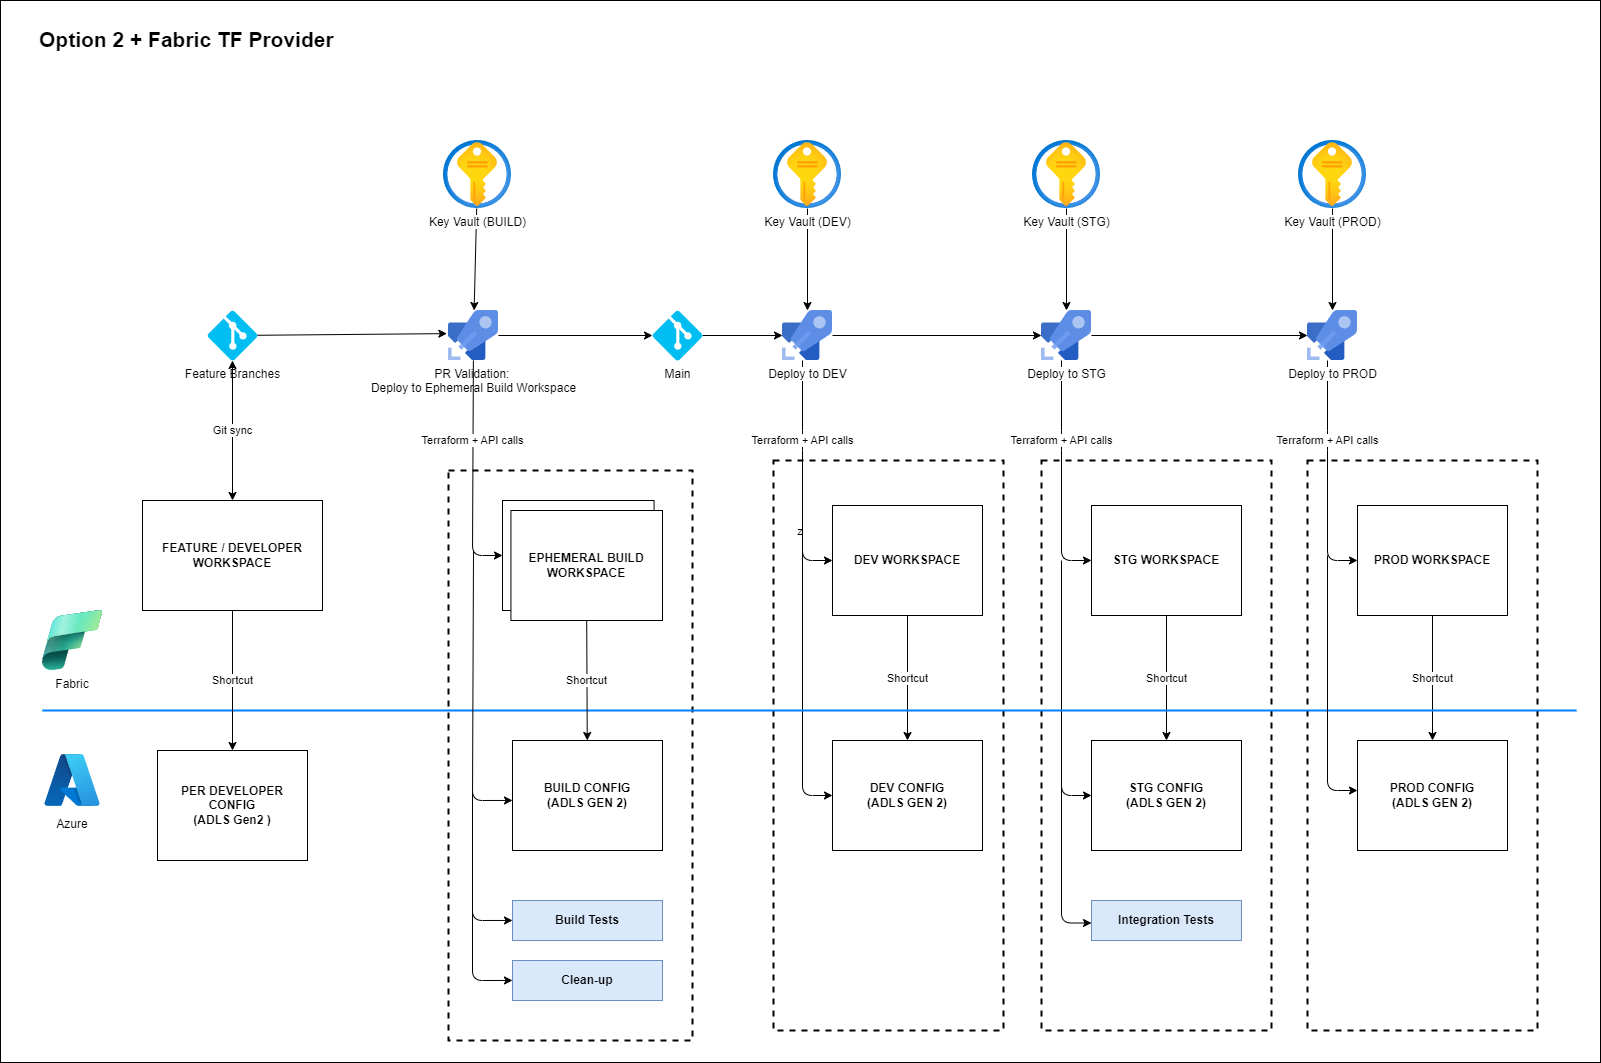 Option 2 + Fabric TF Provider
Key Vault (BUILD)
Key Vault (DEV)
Key Vault (STG)
Key Vault (PROD)
Feature Branches
PR Validation:
Deploy to Ephemeral Build Workspace
Main
Deploy to DEV
Deploy to STG
Deploy to PROD
Git sync
Terraform + API calls
Terraform + API calls
Terraform + API calls
Terraform + API calls
z
FEATURE / DEVELOPER
WORKSPACE
EPHEMERAL BUILD
WORKSPACE
DEV WORKSPACE
STG WORKSPACE
PROD WORKSPACE
Fabric
Shortcut
Shortcut
Shortcut
Shortcut
Shortcut
Azure
PER DEVELOPER
CONFIG
(ADLS Gen2 )
BUILD CONFIG
(ADLS GEN 2)
DEV CONFIG
(ADLS GEN 2)
STG CONFIG
(ADLS GEN 2)
PROD CONFIG
(ADLS GEN 2)
Build Tests
Integration Tests
Clean-up